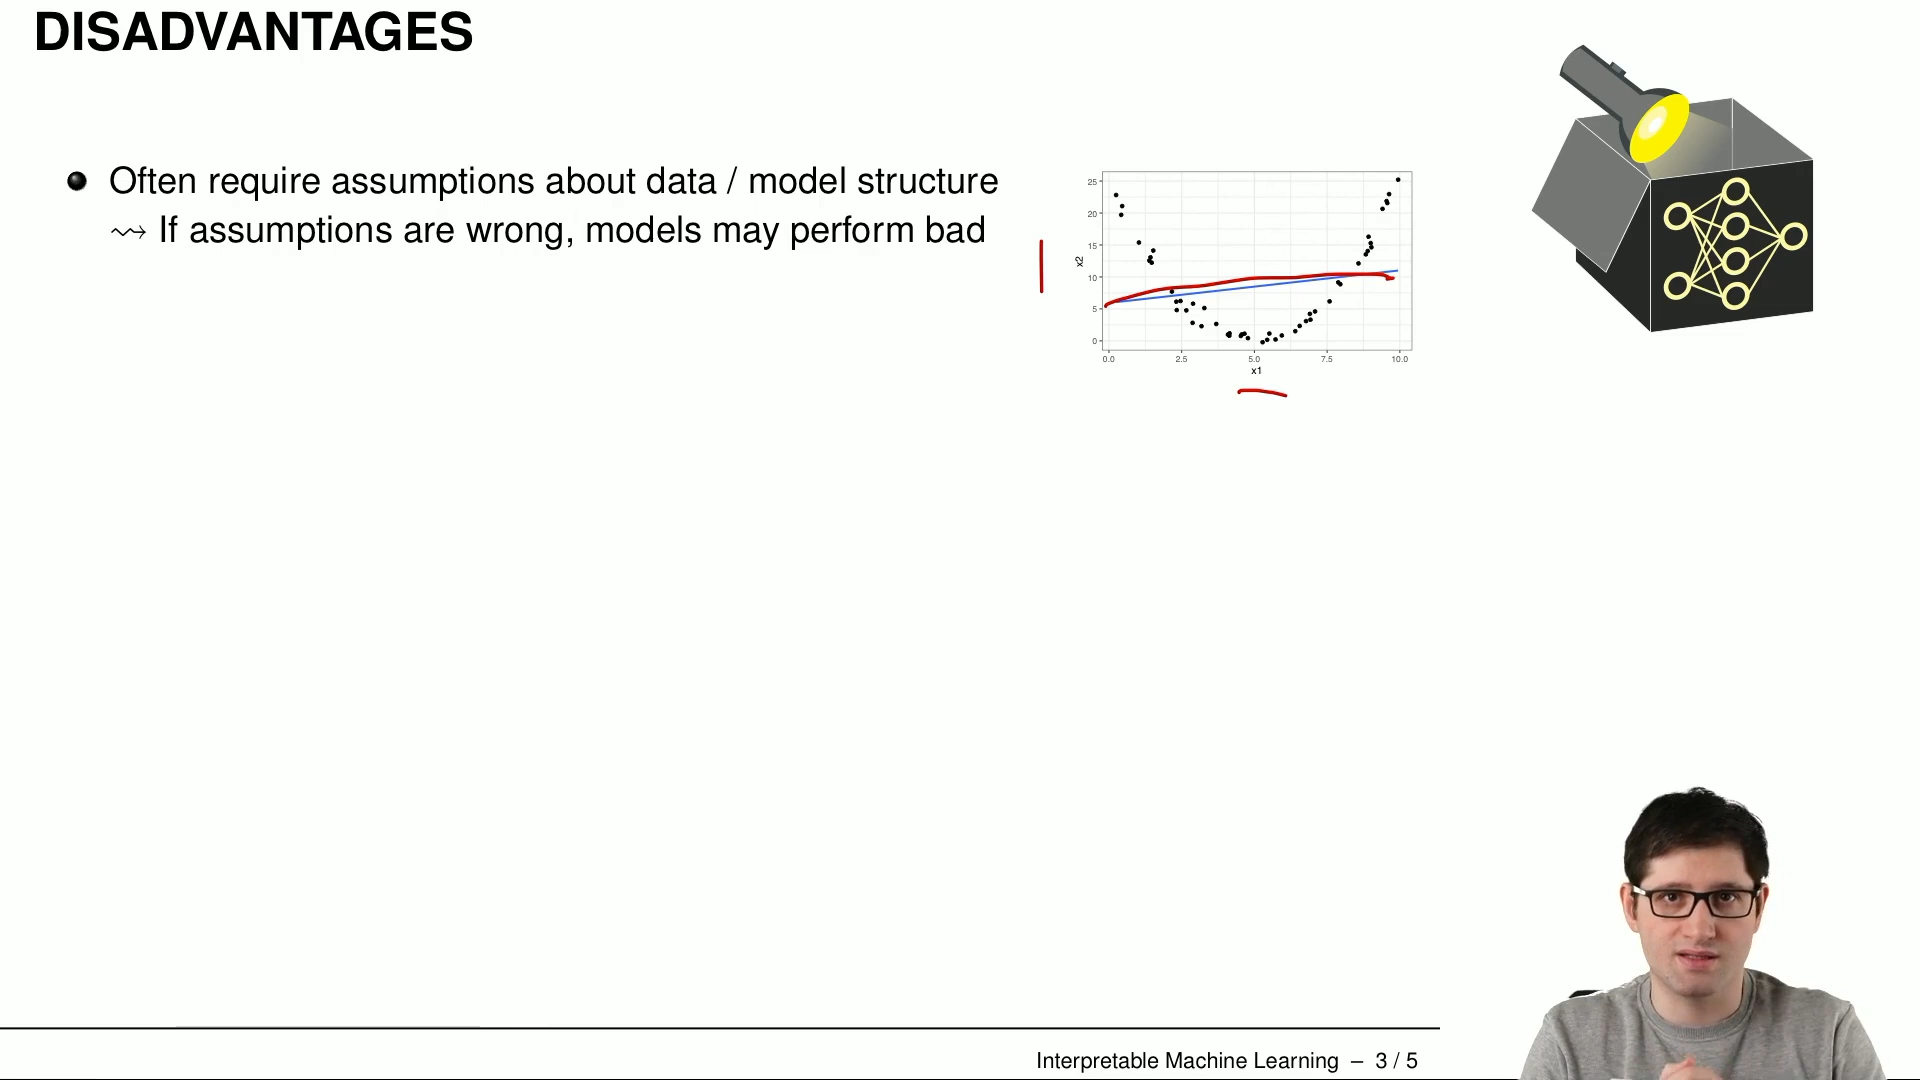 DISADVANTAGES
Often require assumptions about data / model structure
⇝ If assumptions are wrong, models may perform bad
25
20
15
10
5
0
x2
0.0 2.5 5.0 7.5 10.0
x1
Interpretable Machine Learning – 3 / 5